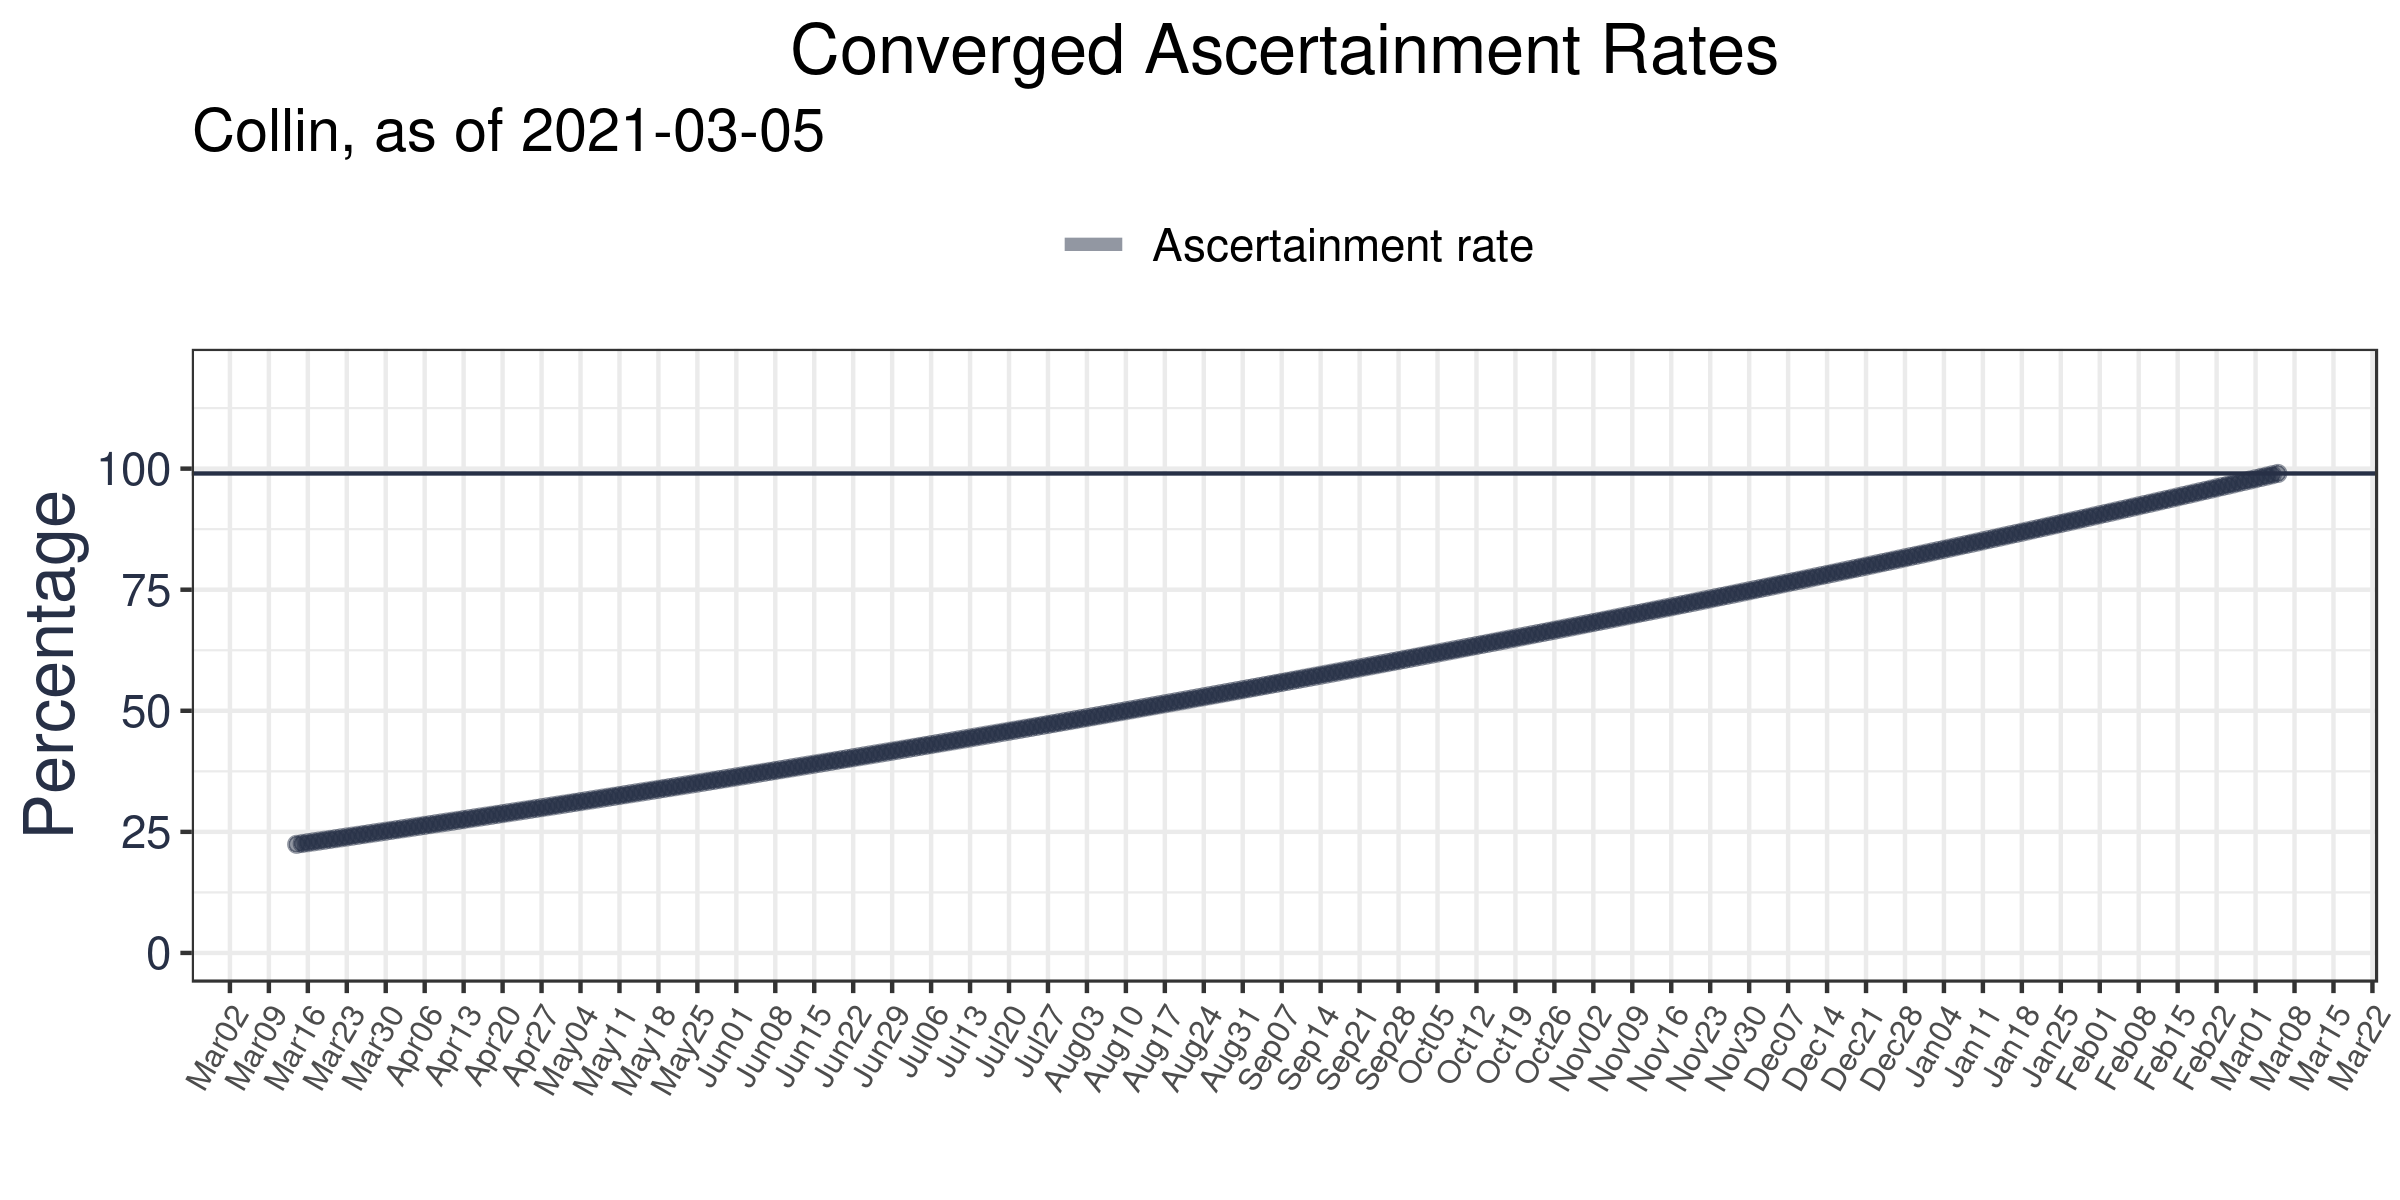 Converged Ascertainment Rates
Collin, as of 2021-03-05
Ascertainment rate
Percentage
100
75
50
25
0
Mar02 Mar09 Mar16 Mar23 Mar30 Apr06 Apr13 Apr20 Apr27 May04 May11 May18 May25 Jun01 Jun08 Jun15 Jun22 Jun29 Jul06 Jul13 Jul20 Jul27 Aug03 Aug10 Aug17 Aug24 Aug31 Sep07 Sep14 Sep21 Sep28 Oct05 Oct12 Oct19 Oct26 Nov02 Nov09 Nov16 Nov23 Nov30 Dec07 Dec14 Dec21 Dec28 Jan04 Jan11 Jan18 Jan25 Feb01 Feb08 Feb15 Feb22 Mar01 Mar08 Mar15 Mar22